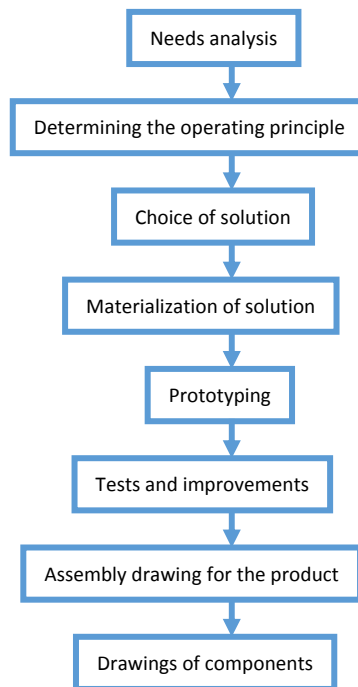 Needs analysis
Determining the operating principle
Choice of solution
Materialization of solution
Prototyping
Tests and improvements
Assembly drawing for the product
Drawings of components